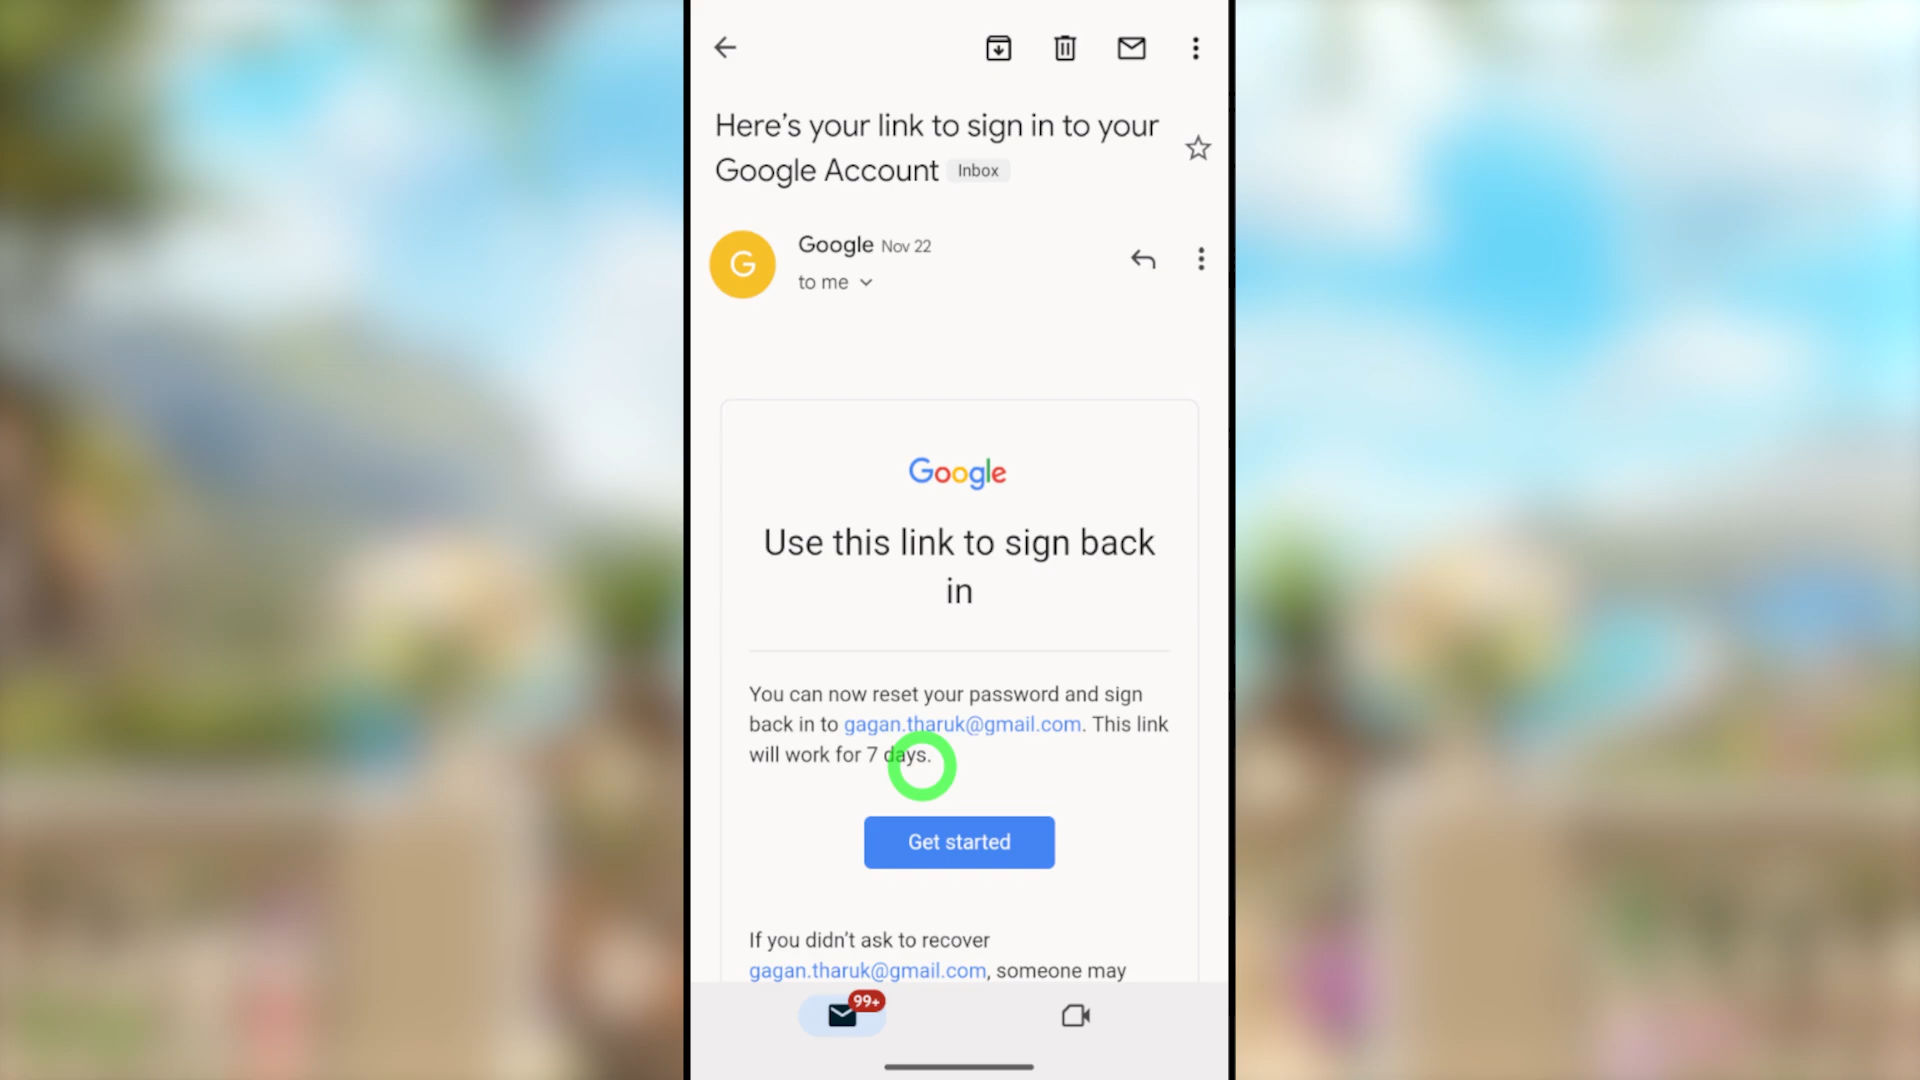 Here's your link to sign in to your
Google Account Inbox
G
Google Nov 22
to me
Google
Use this link to sign back
in
You can now reset your password and sign
back in to gagan.tharuk@gmail.com. This link
will work for 7 days.
Get started
If you didn't ask to recover
gagan.tharuk@gmail.com, someone may
99+